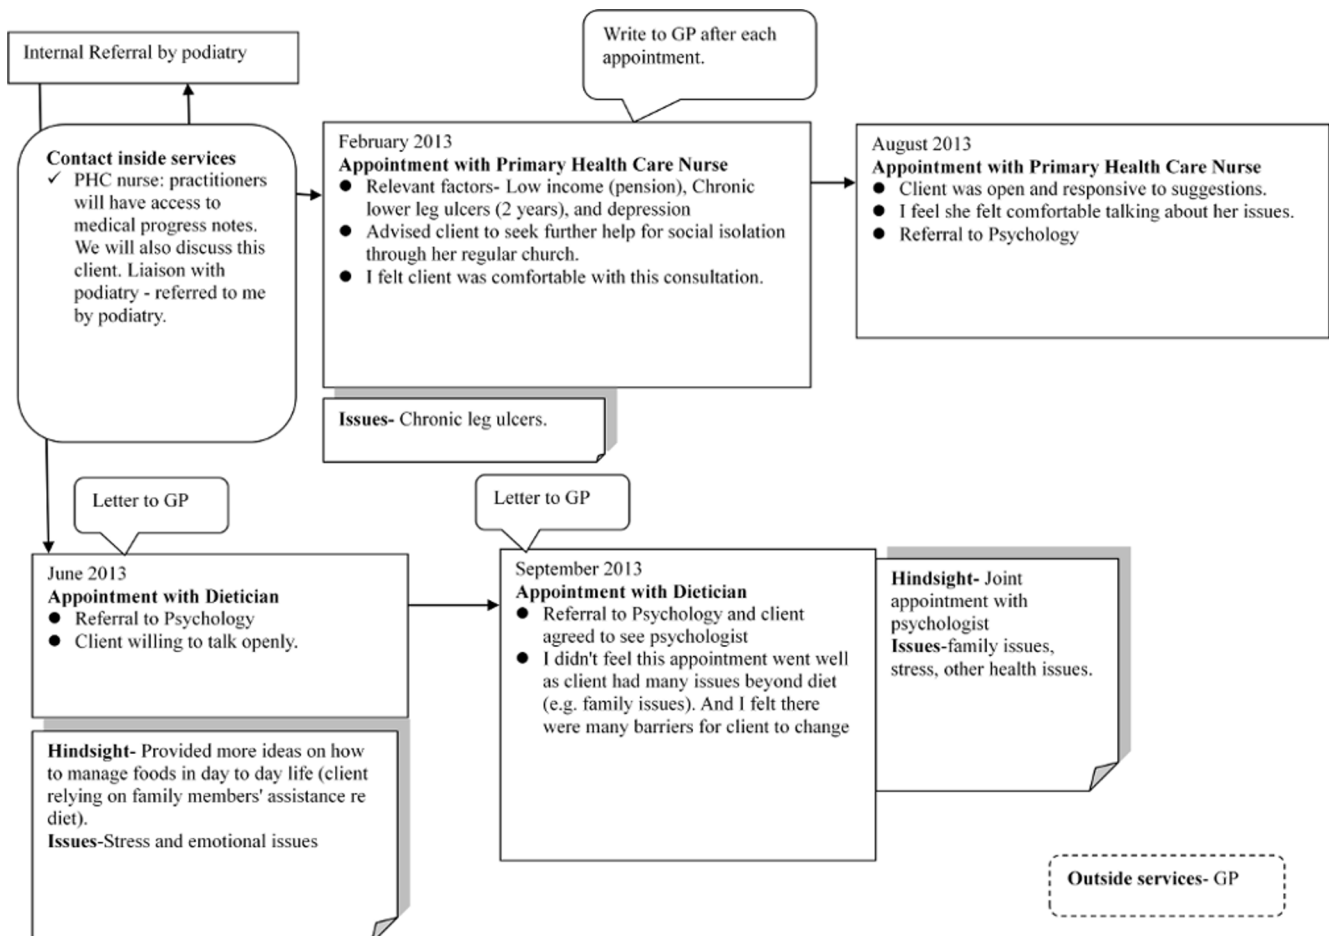 Internal Referral by podiatry
Write to GP after each
appointment.
Contact inside services
✓ PHC nurse: practitioners
will have access to
medical progress notes.
We will also discuss this
client. Liaison with
podiatry - referred to me
by podiatry.
February 2013
Appointment with Primary Health Care Nurse
● Relevant factors- Low income (pension), Chronic
lower leg ulcers (2 years), and depression
● Advised client to seek further help for social isolation
through her regular church.
● I felt client was comfortable with this consultation.
August 2013
Appointment with Primary Health Care Nurse
● Client was open and responsive to suggestions.
● I feel she felt comfortable talking about her issues.
● Referral to Psychology
Issues- Chronic leg ulcers.
Letter to GP
Letter to GP
June 2013
Appointment with Dietician
● Referral to Psychology
● Client willing to talk openly.
September 2013
Appointment with Dietician
● Referral to Psychology and client
agreed to see psychologist
● I didn't feel this appointment went well
as client had many issues beyond diet
(e.g. family issues). And I felt there
were many barriers for client to change
Hindsight- Joint
appointment with
psychologist
Issues-family issues,
stress, other health issues.
Hindsight- Provided more ideas on how
to manage foods in day to day life (client
relying on family members' assistance re
diet).
Issues-Stress and emotional issues
Outside services- GP